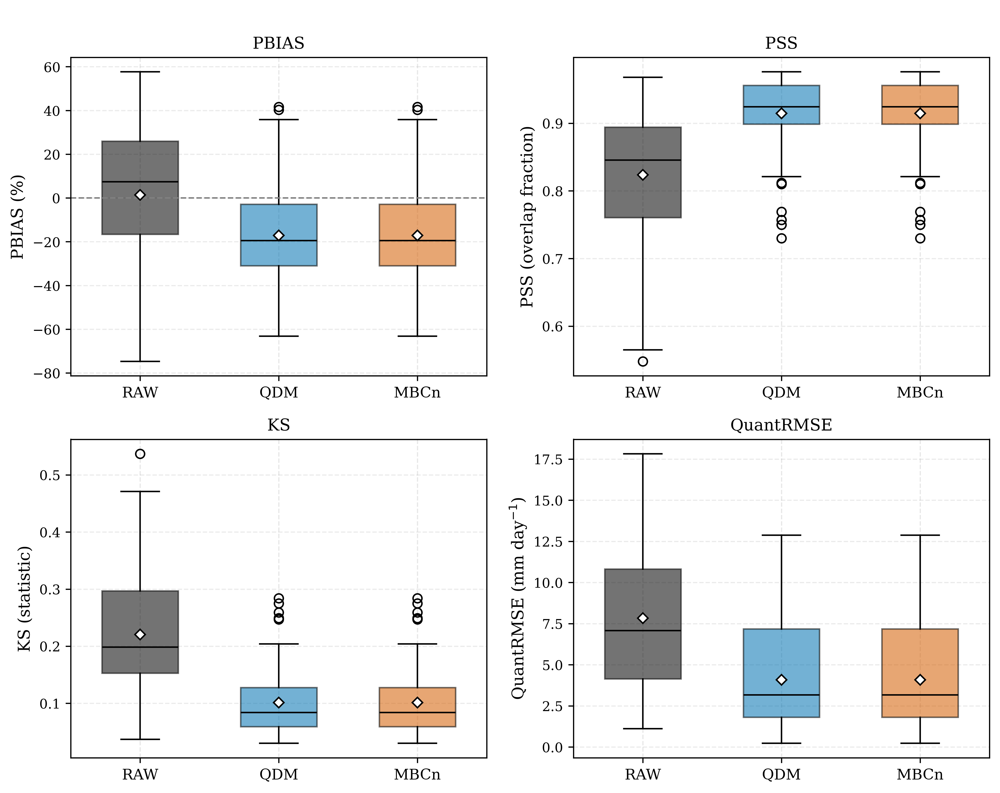 PBIAS
PBIAS (%)
60
40
20
0
−20
−40
−60
−80
RAW QDM MBCn
PSS
PSS (overlap fraction)
0.9
0.8
0.7
0.6
RAW QDM MBCn
KS
KS (statistic)
0.5
0.4
0.3
0.2
0.1
RAW QDM MBCn
QuantRMSE
QuantRMSE (mm day⁻¹)
17.5
15.0
12.5
10.0
7.5
5.0
2.5
0.0
RAW QDM MBCn